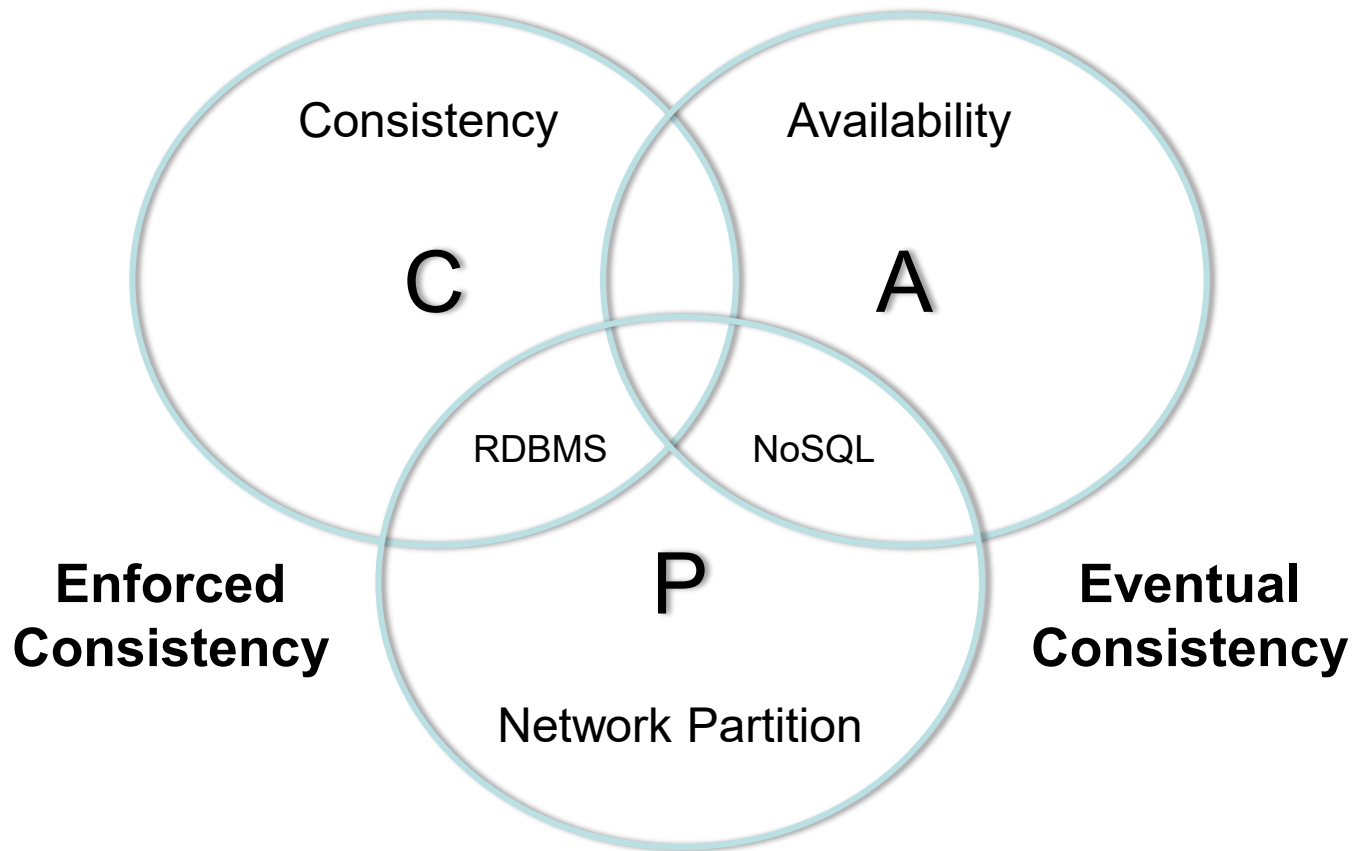 Consistency
Availability
C
A
RDBMS
NoSQL
P
Enforced
Consistency
Eventual
Consistency
Network Partition